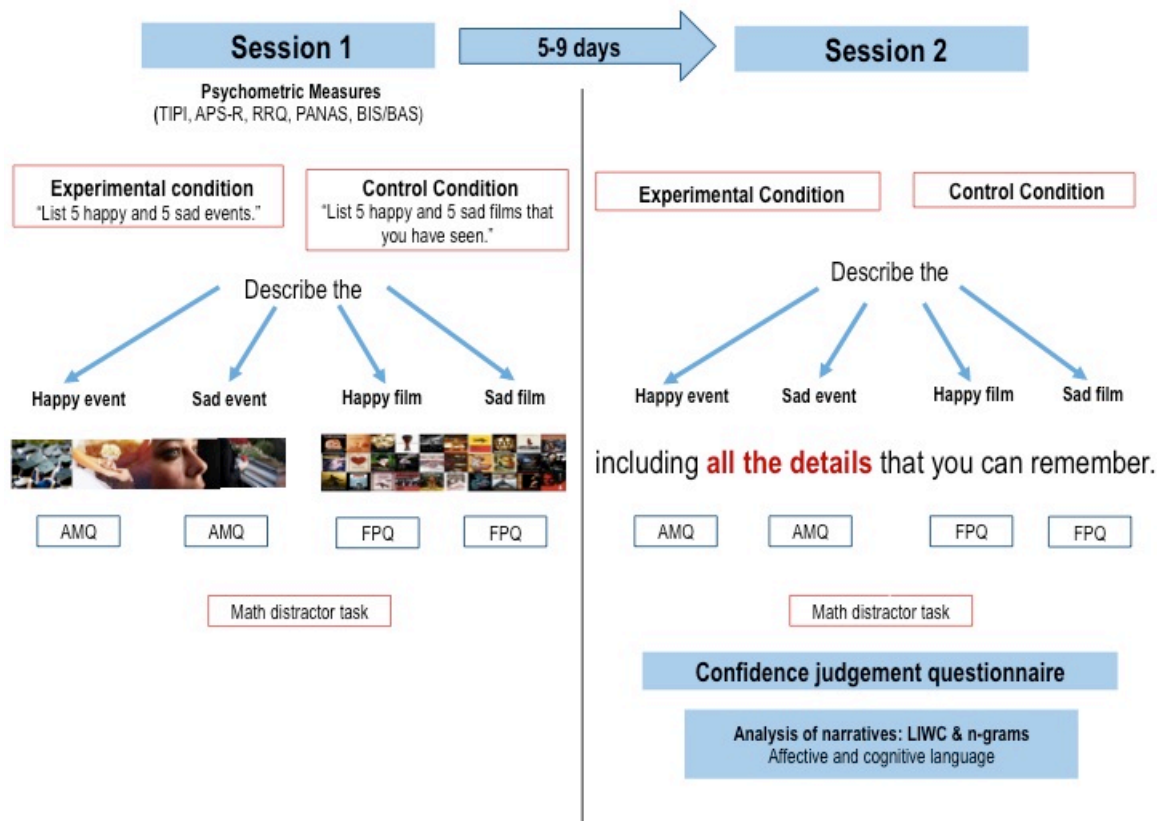 Session 1
5-9 days
Session 2
Psychometric Measures
(TIPI, APS-R, RRQ, PANAS, BIS/BAS)
Experimental condition
“List 5 happy and 5 sad events.”
Control Condition
“List 5 happy and 5 sad films that
you have seen.”
Describe the
Happy event
Sad event
Happy film
Sad film
AMQ
AMQ
FPQ
FPQ
Math distractor task
Experimental Condition
Control Condition
Describe the
Happy event
Sad event
Happy film
Sad film
including all the details that you can remember.
AMQ
AMQ
FPQ
FPQ
Math distractor task
Confidence judgement questionnaire
Analysis of narratives: LIWC & n-grams
Affective and cognitive language